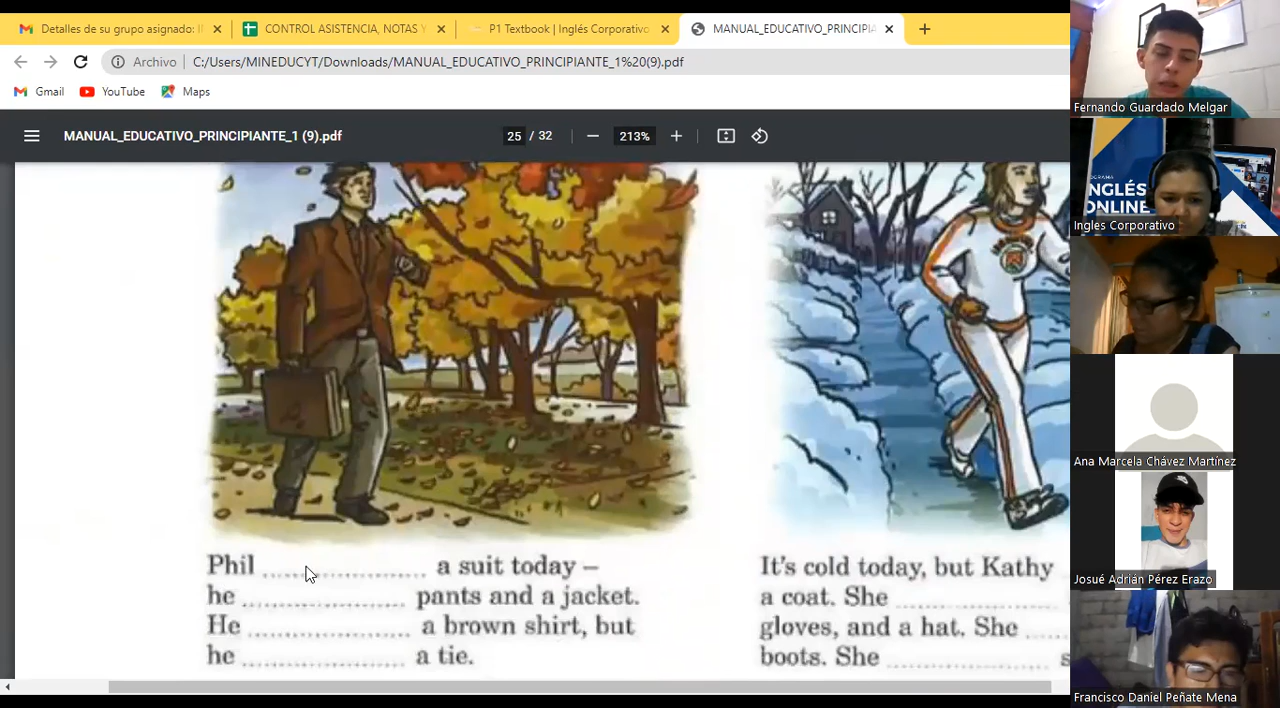 Detalles de su grupo asignado: I
CONTROL ASISTENCIA, NOTAS Y
P1 Textbook | Inglés Corporativo
MANUAL_EDUCATIVO_PRINCIPIA
Archivo
C:/Users/MINEDUCYT/Downloads/MANUAL_EDUCATIVO_PRINCIPIANTE_1%20(9).pdf
Gmail
YouTube
Maps
MANUAL_EDUCATIVO_PRINCIPIANTE_1 (9).pdf
25 / 32
213%
Phil .......................... a suit today –
he .......................... pants and a jacket.
He .......................... a brown shirt, but
he .......................... a tie.
It's cold today, but Kathy
a coat. She ..........................
gloves, and a hat. She ......
boots. She .......................... s
Fernando Guardado Melgar
INGLÉS
ONLINE
Ingles Corporativo
Ana Marcela Chávez Martínez
Josué Adrián Pérez Erazo
Francisco Daniel Peñate Mena